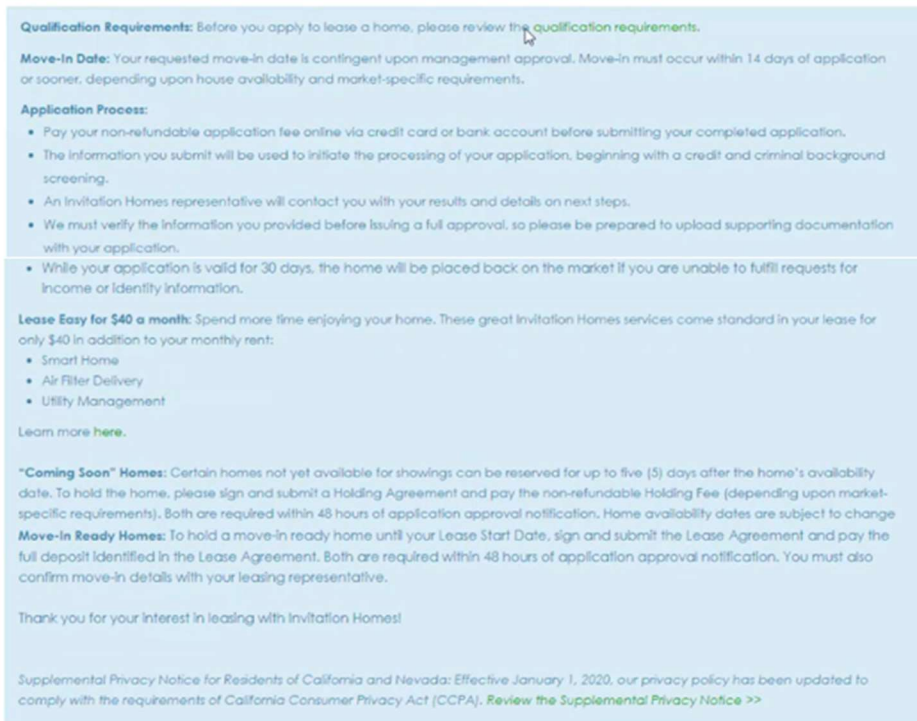 Qualification Requirements: Before you apply to lease a home, please review the qualification requirements.
Move-In Date: Your requested move-in date is contingent upon management approval. Move-in must occur within 14 days of application
or sooner, depending upon house availability and market-specific requirements.
Application Process:
• Pay your non-refundable application fee online via credit card or bank account before submitting your completed application.
• The information you submit will be used to initiate the processing of your application, beginning with a credit and criminal background
screening.
• An Invitation Homes representative will contact you with your results and details on next steps.
• We must verify the information you provided before issuing a full approval, so please be prepared to upload supporting documentation
with your application.
• While your application is valid for 30 days, the home will be placed back on the market if you are unable to fulfill requests for
income or identity information.
Lease Easy for $40 a month: Spend more time enjoying your home. These great Invitation Homes services come standard in your lease for
only $40 in addition to your monthly rent:
• Smart Home
• Air Filter Delivery
• Utility Management
Learn more here.
"Coming Soon" Homes: Certain homes not yet available for showings can be reserved for up to five (5) days after the home's availability
date. To hold the home, please sign and submit a Holding Agreement and pay the non-refundable Holding Fee (depending upon market-
specific requirements). Both are required within 48 hours of application approval notification. Home availability dates are subject to change
Move-In Ready Homes: To hold a move-in ready home until your Lease Start Date, sign and submit the Lease Agreement and pay the
full deposit identified in the Lease Agreement. Both are required within 48 hours of application approval notification. You must also
confirm move-in details with your leasing representative.
Thank you for your interest in leasing with Invitation Homes!
Supplemental Privacy Notice for Residents of California and Nevada: Effective January 1, 2020, our privacy policy has been updated to
comply with the requirements of California Consumer Privacy Act (CCPA). Review the Supplemental Privacy Notice >>